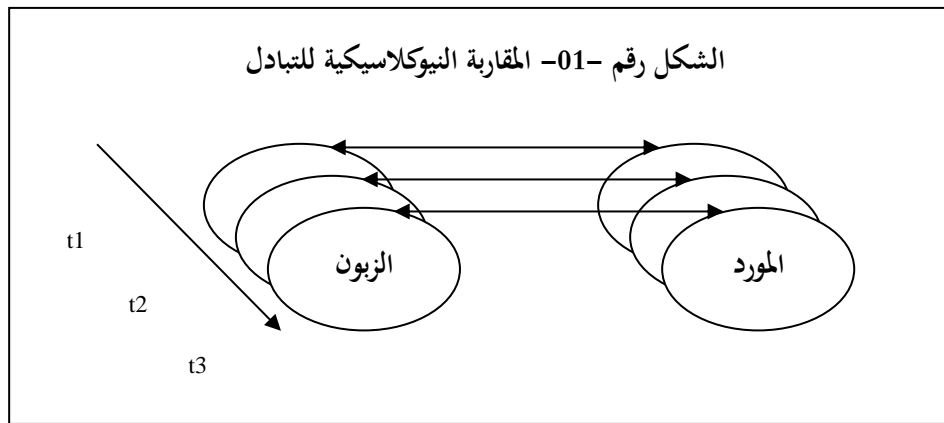 الشكل رقم –01– المقاربة النيوكلاسيكية للتبادل
t1
الزبون
المورد
t2
t3